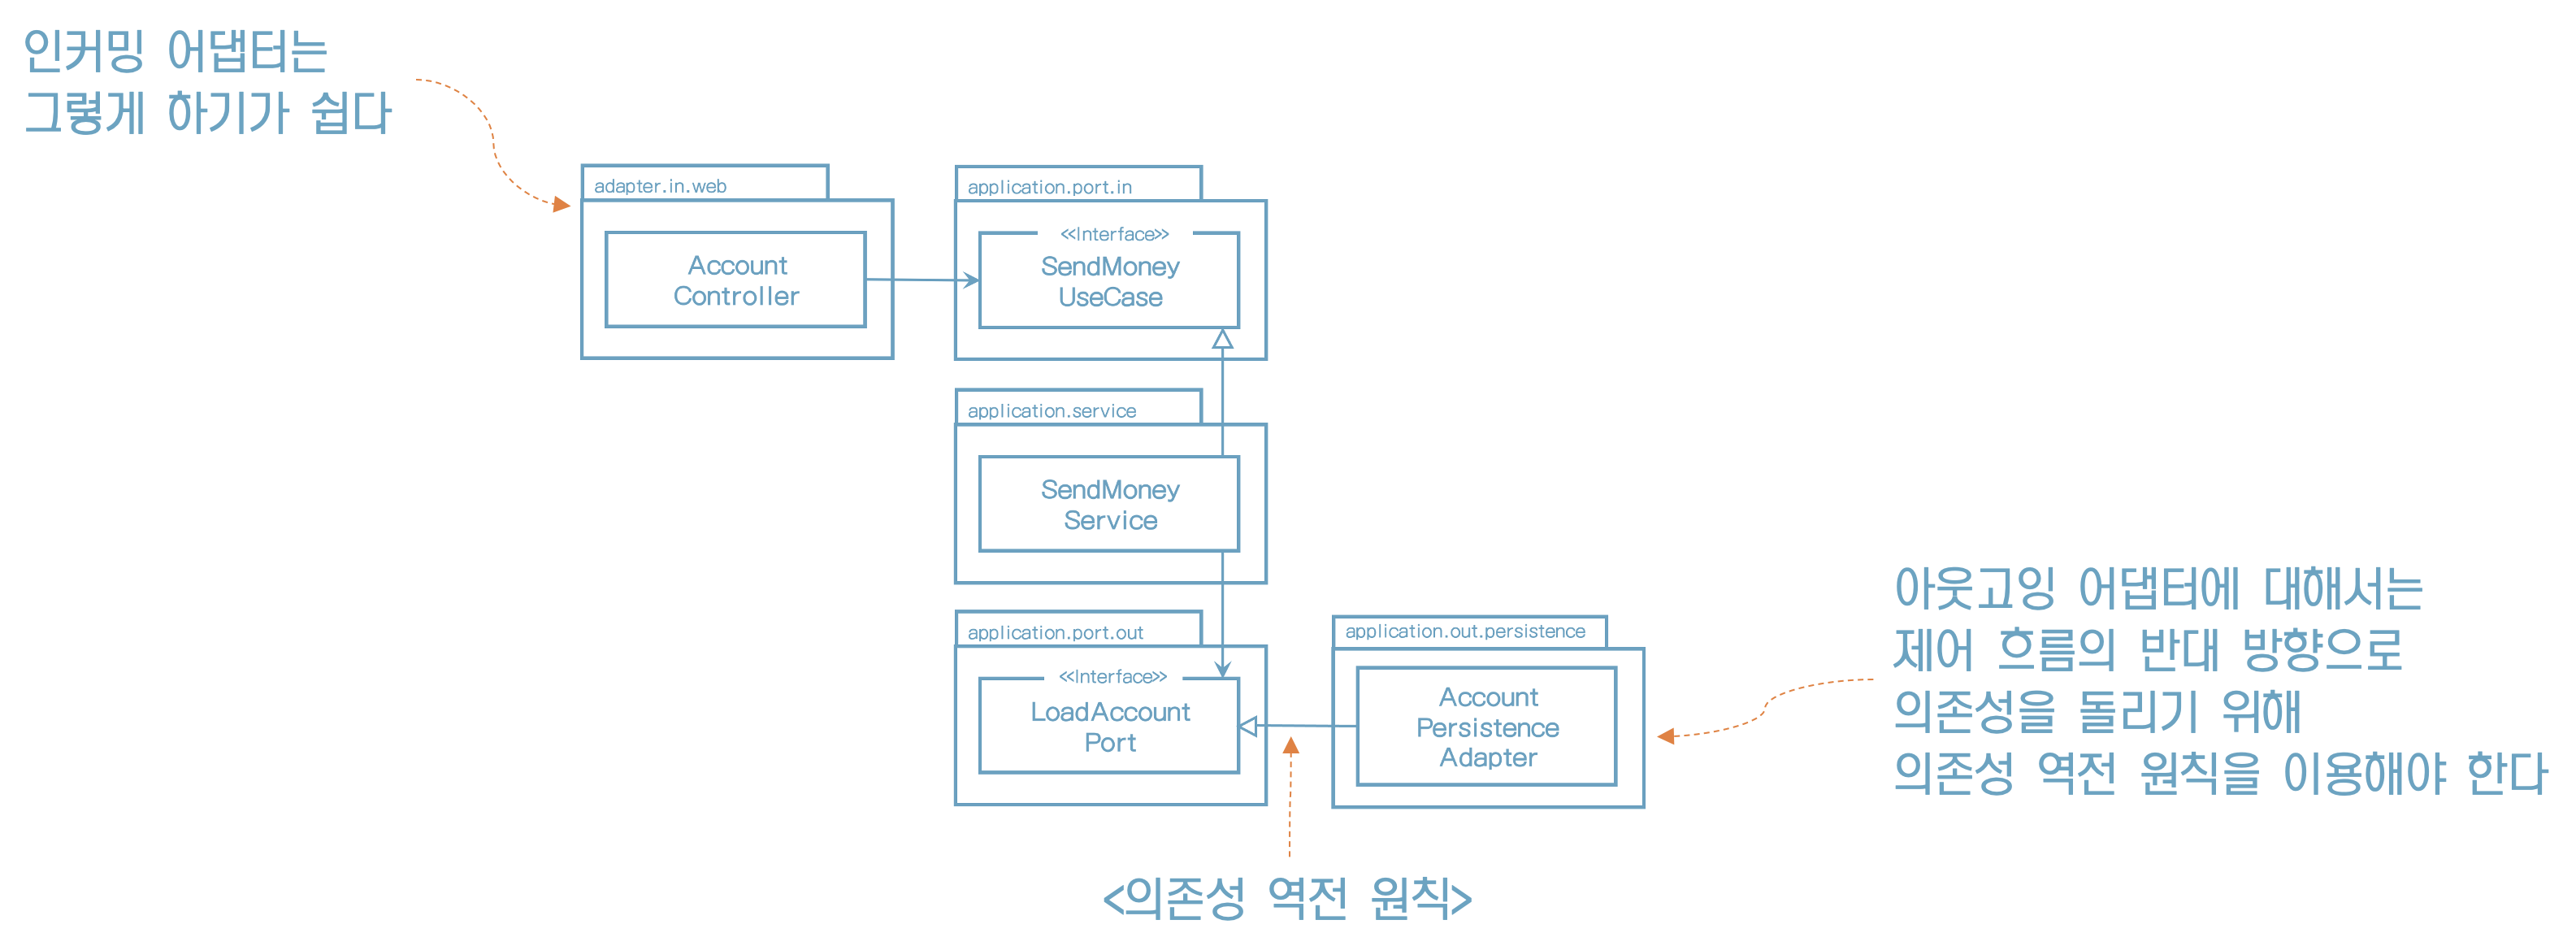 인커밍 어댑터는
그렇게 하기가 쉽다
adapter.in.web
Account
Controller
application.port.in
<<Interface>>
SendMoney
UseCase
application.service
SendMoney
Service
application.port.out
<<Interface>>
LoadAccount
Port
application.out.persistence
Account
Persistence
Adapter
아웃고잉 어댑터에 대해서는
제어 흐름의 반대 방향으로
의존성을 돌리기 위해
의존성 역전 원칙을 이용해야 한다
<의존성 역전 원칙>